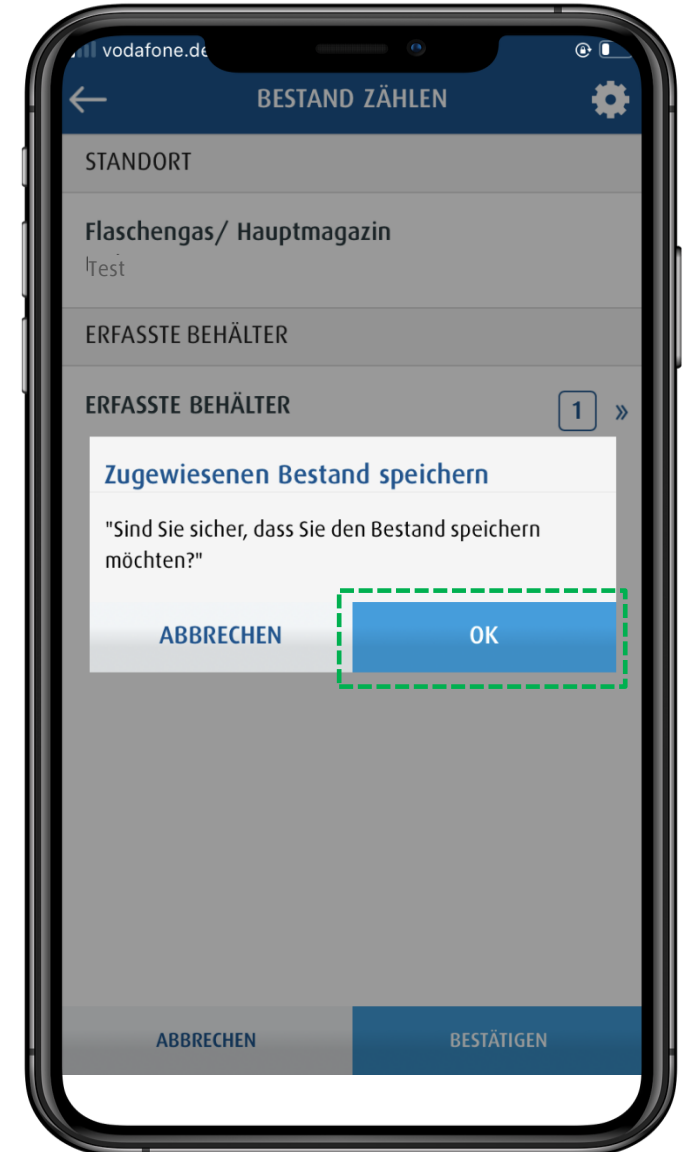 vodafone.de
BESTAND ZÄHLEN
STANDORT
Flaschengas/ Hauptmagazin
Test
ERFASSTE BEHÄLTER
ERFASSTE BEHÄLTER 1 »
Zugewiesenen Bestand speichern
"Sind Sie sicher, dass Sie den Bestand speichern
möchten?"
ABBRECHEN OK
ABBRECHEN BESTÄTIGEN